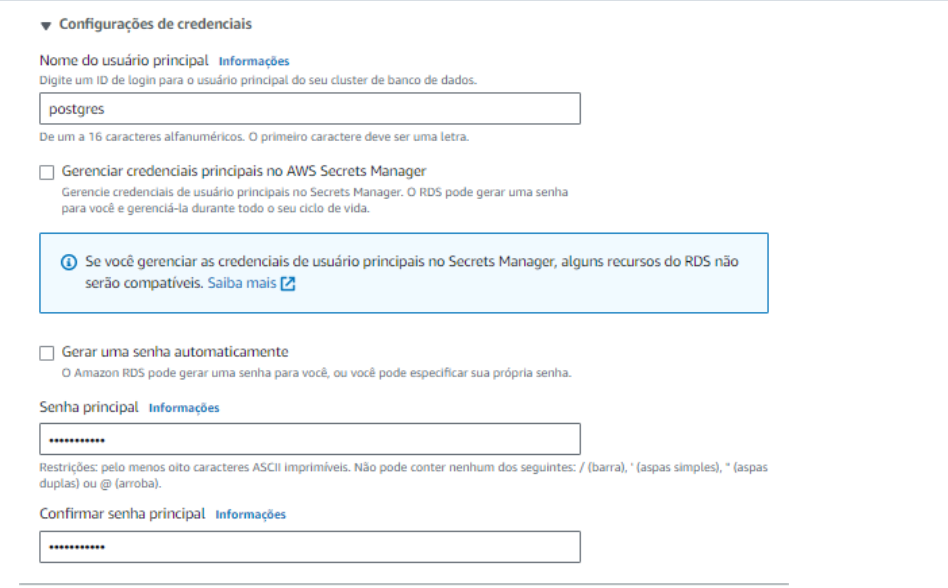 Configurações de credenciais
Nome do usuário principal Informações
Digite um ID de login para o usuário principal do seu cluster de banco de dados.
postgres
De um a 16 caracteres alfanuméricos. O primeiro caractere deve ser uma letra.
Gerenciar credenciais principais no AWS Secrets Manager
Gerencie credenciais de usuário principais no Secrets Manager. O RDS pode gerar uma senha
para você e gerenciá-la durante todo o seu ciclo de vida.
Se você gerenciar as credenciais de usuário principais no Secrets Manager, alguns recursos do RDS não
serão compatíveis. Saiba mais
Gerar uma senha automaticamente
O Amazon RDS pode gerar uma senha para você, ou você pode especificar sua própria senha.
Senha principal Informações
•••••••••••
Restrições: pelo menos oito caracteres ASCII imprimíveis. Não pode conter nenhum dos seguintes: / (barra), ' (aspas simples), " (aspas
duplas) ou @ (arroba).
Confirmar senha principal Informações
•••••••••••